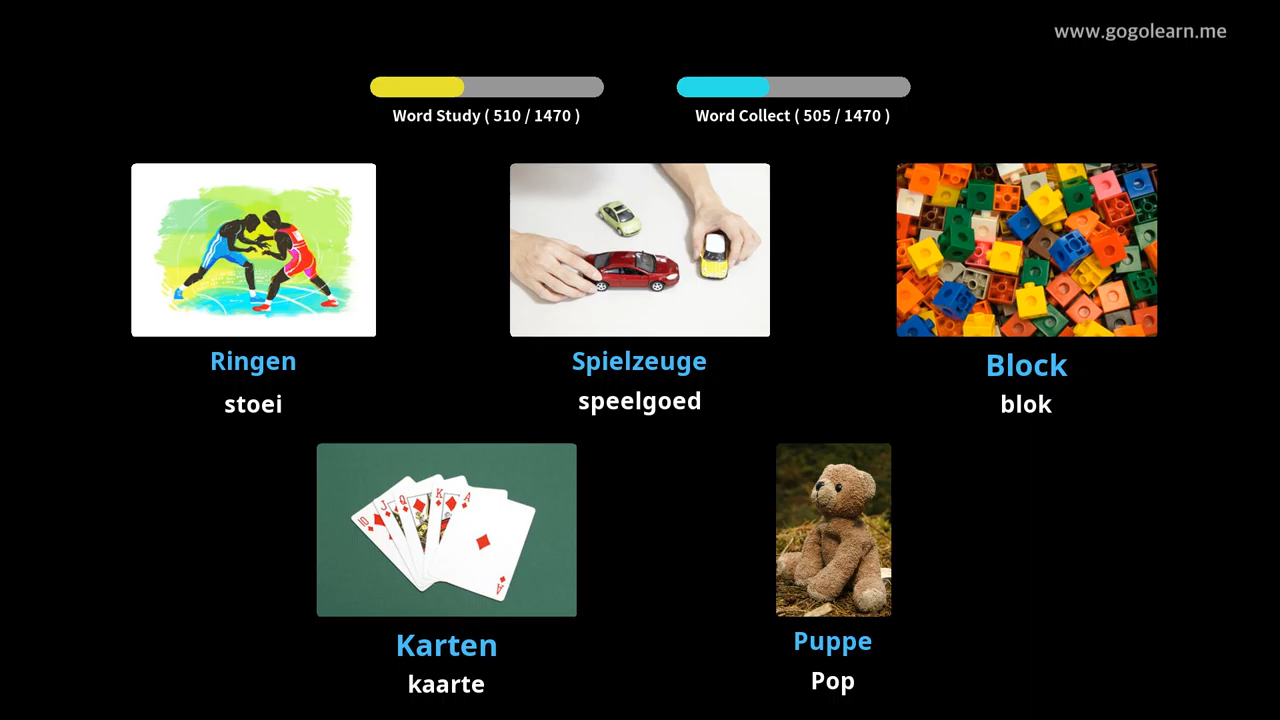 www.gogolearn.me
Word Study ( 510 / 1470 )
Word Collect ( 505 / 1470 )
Ringen
stoei
Spielzeuge
speelgoed
Block
blok
10
J
Q
K
A
A
Karten
kaarte
Puppe
Pop